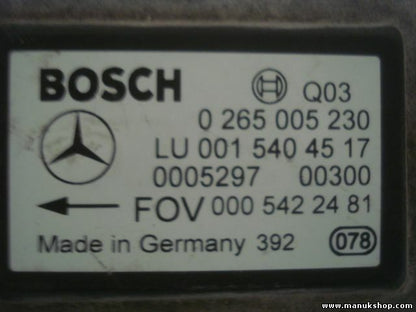 BOSCH Q03
0 265 005 230
LU 001 540 45 17
0005297 00300
FOV 000 542 24 81
Made in Germany 392 078
www.manukshop.com